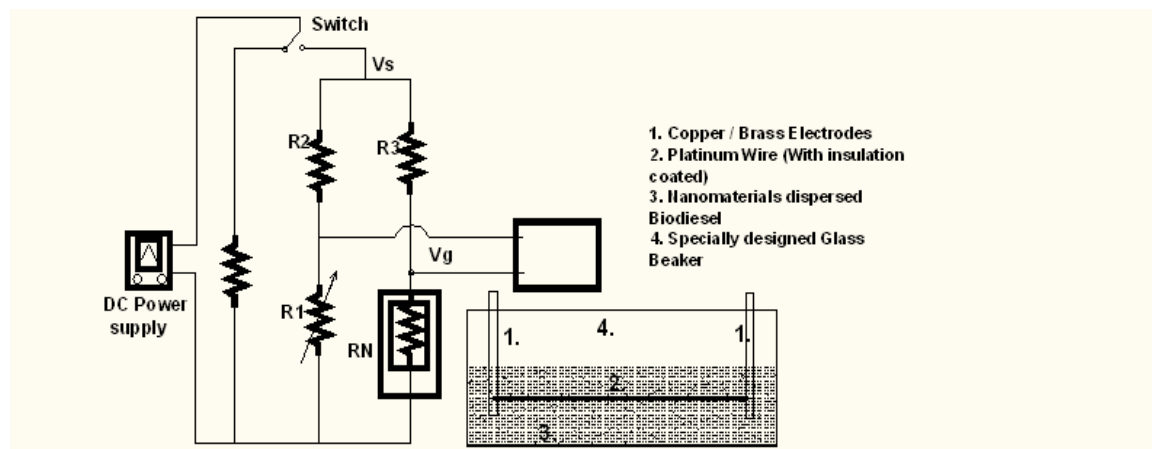 Switch
Vs
R2
R3
Vg
DC Power
supply
R1
RN
1. Copper / Brass Electrodes
2. Platinum Wire (With insulation
coated)
3. Nanomaterials dispersed
Biodiesel
4. Specially designed Glass
Beaker
1.
4.
1.
2.
3.